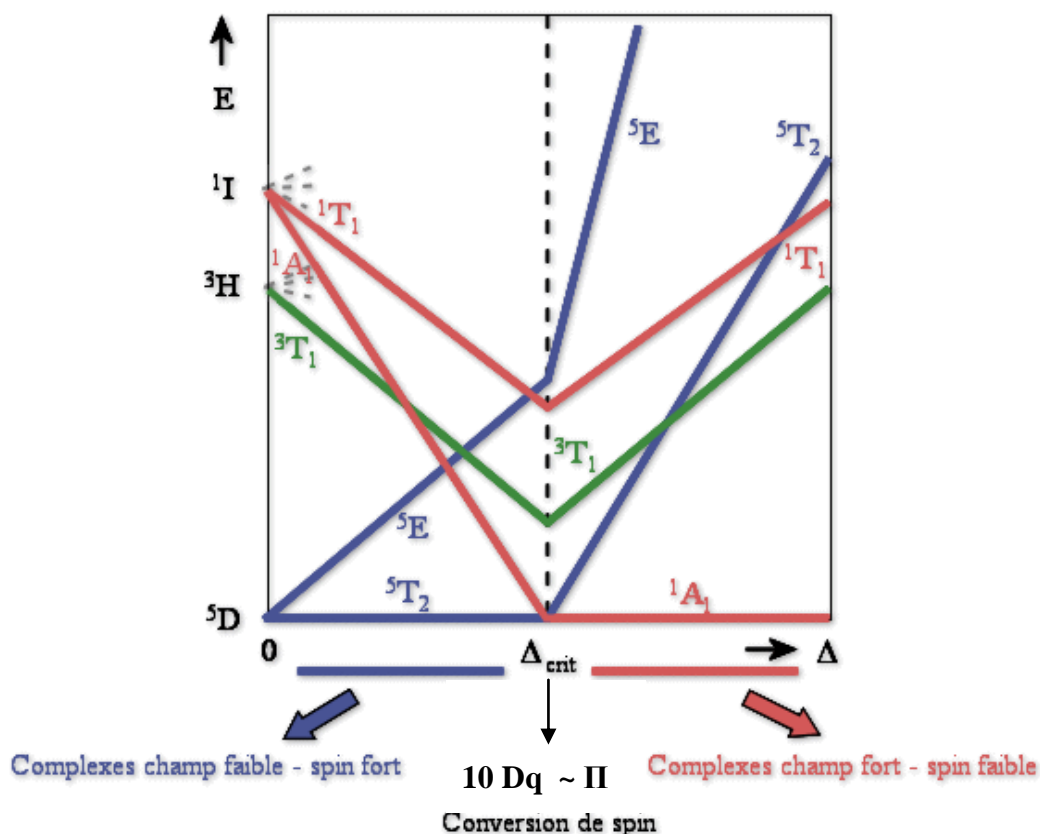 E
⁵E
⁵T₂
¹I
¹T₁
¹A₁
¹T₁
³H
³T₁
³T₁
⁵E
⁵T₂
¹A₁
⁵D
0
Δcrit
Δ
Complexes champ faible - spin fort
10 Dq ~ Π
Complexes champ fort - spin faible
Conversion de spin